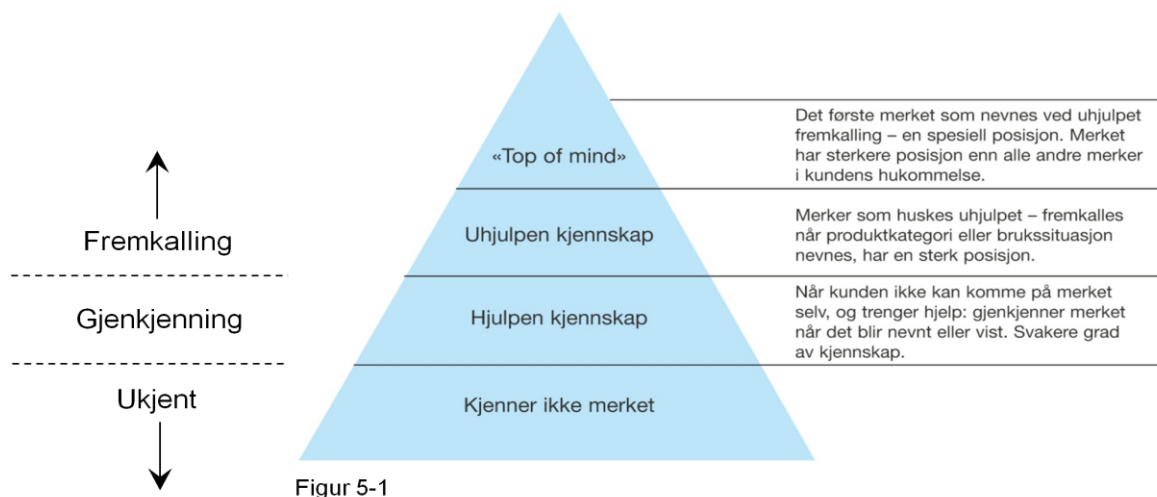 Det første merket som nevnes ved uhjulpet
fremkalling – en spesiell posisjon. Merket
har sterkere posisjon enn alle andre merker
i kundens hukommelse.
«Top of mind»
Fremkalling
Uhjulpen kjennskap
Merker som huskes uhjulpet – fremkalles
når produktkategori eller brukssituasjon
nevnes, har en sterk posisjon.
Gjenkjenning
Hjulpen kjennskap
Når kunden ikke kan komme på merket
selv, og trenger hjelp: gjenkjenner merket
når det blir nevnt eller vist. Svakere grad
av kjennskap.
Ukjent
Kjenner ikke merket
Figur 5-1